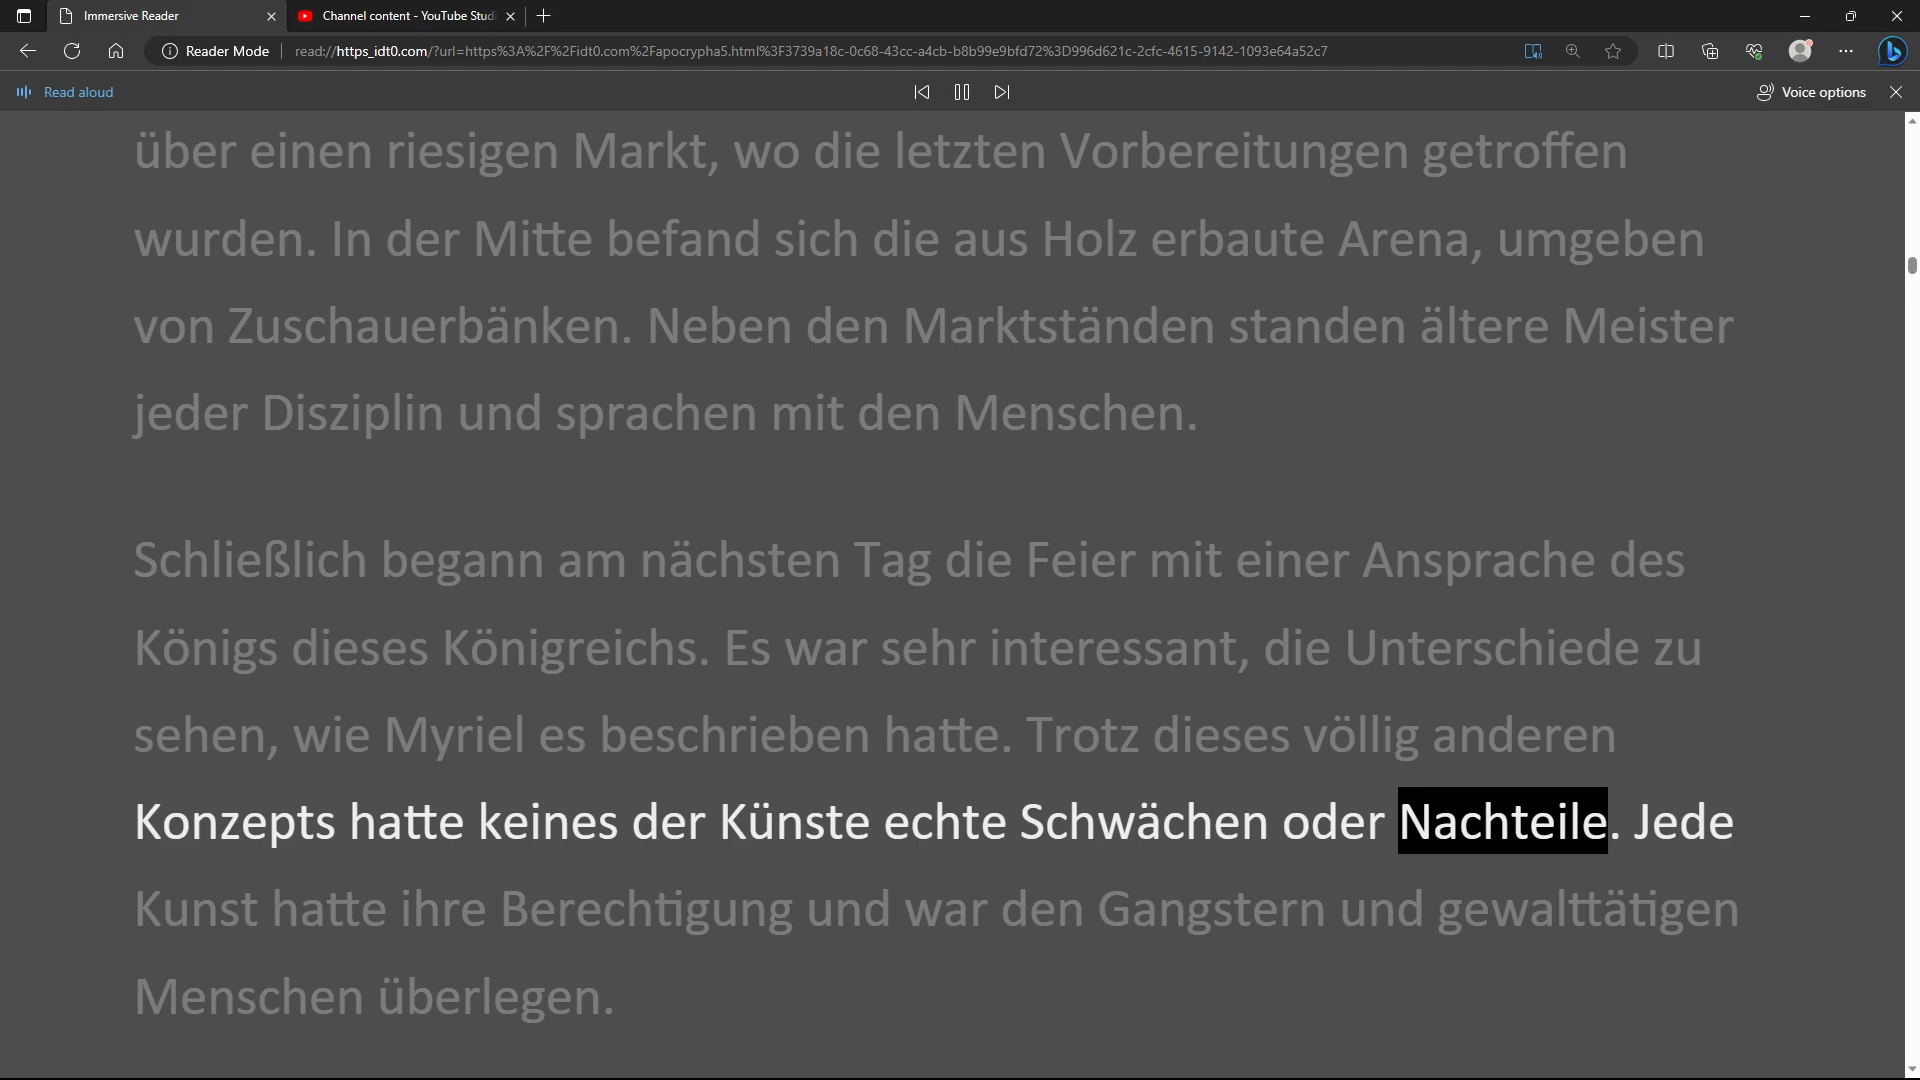 Immersive Reader
Channel content - YouTube Studi
Reader Mode
read://https_idt0.com/?url=https%3A%2F%2Fidt0.com%2Fapocrypha5.html%3F3739a18c-0c68-43cc-a4cb-b8b99e9bfd72%3D996d621c-2cfc-4615-9142-1093e64a52c7
Read aloud
Voice options
über einen riesigen Markt, wo die letzten Vorbereitungen getroffen
wurden. In der Mitte befand sich die aus Holz erbaute Arena, umgeben
von Zuschauerbänken. Neben den Marktständen standen ältere Meister
jeder Disziplin und sprachen mit den Menschen.
Schließlich begann am nächsten Tag die Feier mit einer Ansprache des
Königs dieses Königreichs. Es war sehr interessant, die Unterschiede zu
sehen, wie Myriel es beschrieben hatte. Trotz dieses völlig anderen
Konzepts hatte keines der Künste echte Schwächen oder Nachteile. Jede
Kunst hatte ihre Berechtigung und war den Gangstern und gewalttätigen
Menschen überlegen.